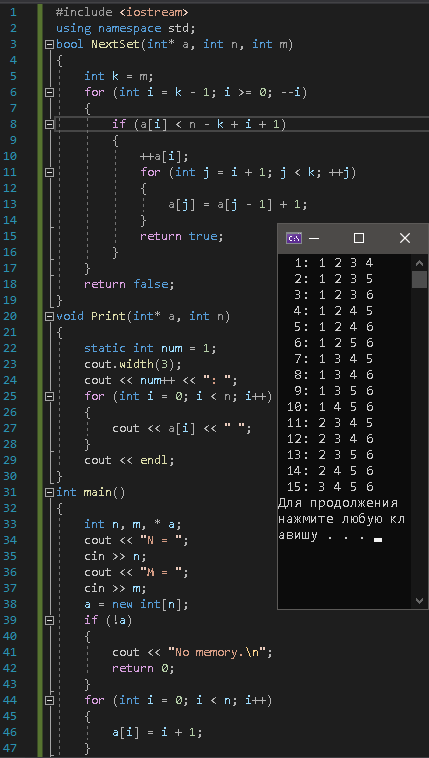 1 #include <iostream>
2 using namespace std;
3 bool NextSet(int* a, int n, int m)
4 {
5 int k = m;
6 for (int i = k - 1; i >= 0; --i)
7 {
8 if (a[i] < n - k + i + 1)
9 {
10 ++a[i];
11 for (int j = i + 1; j < k; ++j)
12 {
13 a[j] = a[j - 1] + 1;
14 }
15 return true;
16 }
17 }
18 return false;
19 }
20 void Print(int* a, int n)
21 {
22 static int num = 1;
23 cout.width(3);
24 cout << num++ << ": ";
25 for (int i = 0; i < n; i++)
26 {
27 cout << a[i] << " ";
28 }
29 cout << endl;
30 }
31 int main()
32 {
33 int n, m, * a;
34 cout << "N = ";
35 cin >> n;
36 cout << "M = ";
37 cin >> m;
38 a = new int[n];
39 if (!a)
40 {
41 cout << "No memory.\n";
42 return 0;
43 }
44 for (int i = 0; i < n; i++)
45 {
46 a[i] = i + 1;
47 }
C:\
1: 1 2 3 4
2: 1 2 3 5
3: 1 2 3 6
4: 1 2 4 5
5: 1 2 4 6
6: 1 2 5 6
7: 1 3 4 5
8: 1 3 4 6
9: 1 3 5 6
10: 1 4 5 6
11: 2 3 4 5
12: 2 3 4 6
13: 2 3 5 6
14: 2 4 5 6
15: 3 4 5 6
Для продолжения
нажмите любую кл
авишу . . .